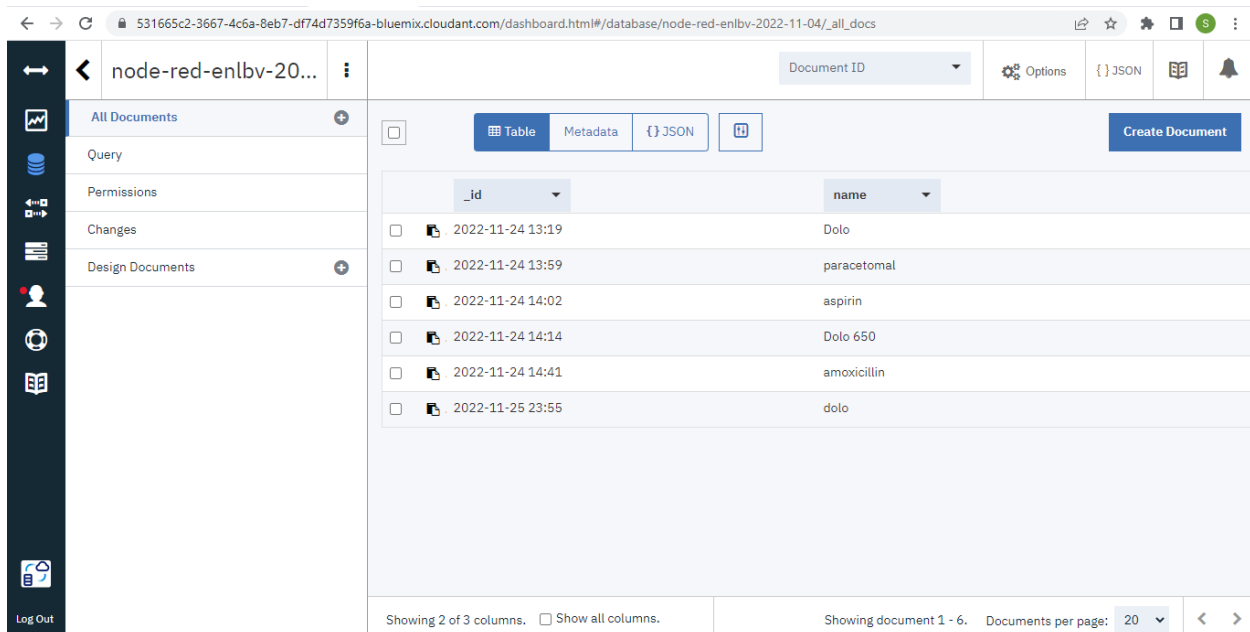 531665c2-3667-4c6a-8eb7-df74d7359f6a-bluemix.cloudant.com/dashboard.html#/database/node-red-enlbv-2022-11-04/_all_docs
S
node-red-enlbv-20...
Document ID
Options
{ } JSON
All Documents
Query
Permissions
Changes
Design Documents
Table Metadata {} JSON
Create Document
_id name
2022-11-24 13:19 Dolo
2022-11-24 13:59 paracetomal
2022-11-24 14:02 aspirin
2022-11-24 14:14 Dolo 650
2022-11-24 14:41 amoxicillin
2022-11-25 23:55 dolo
Log Out
Showing 2 of 3 columns. Show all columns. Showing document 1 - 6. Documents per page: 20